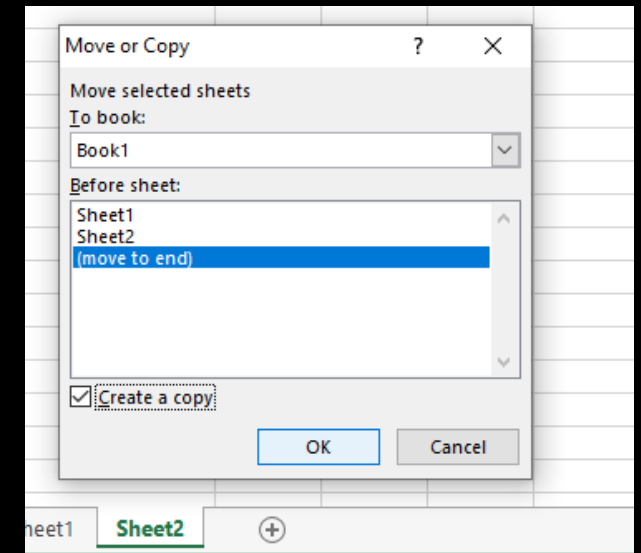 Move or Copy ?
Move selected sheets
To book:
Book1
Before sheet:
Sheet1
Sheet2
(move to end)
Create a copy
OK Cancel
heet1 Sheet2